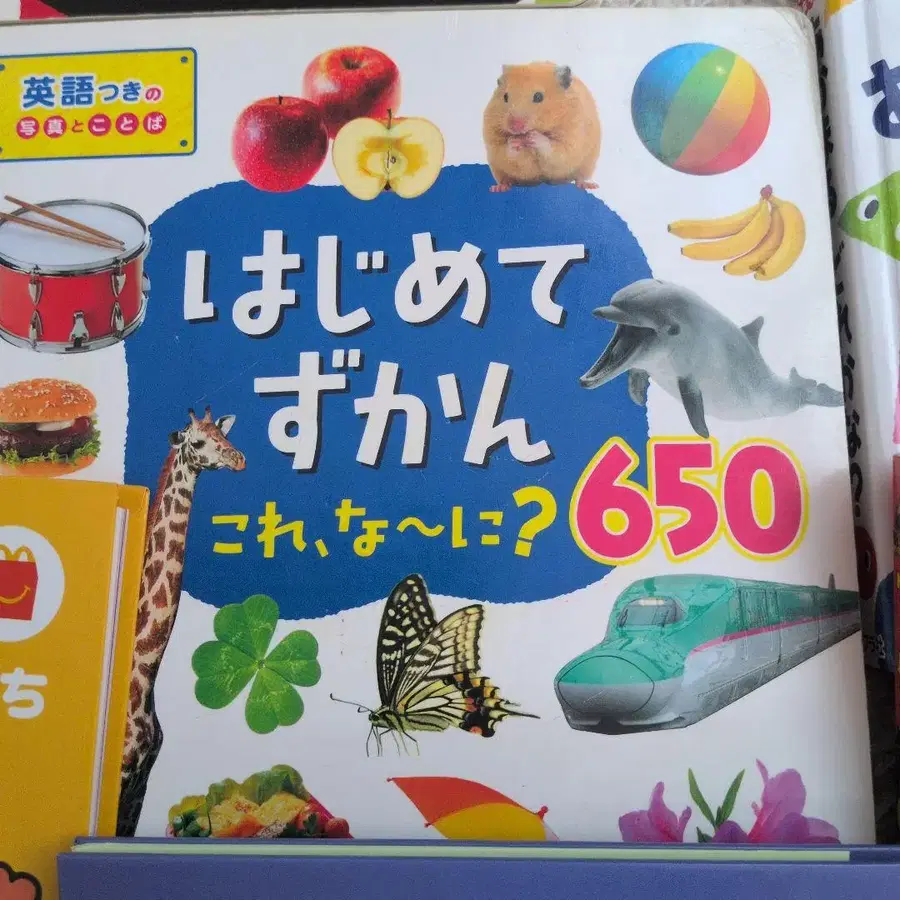 英語つきの
写真とことば
はじめて
ずかん
これ、な〜に?
650
ち